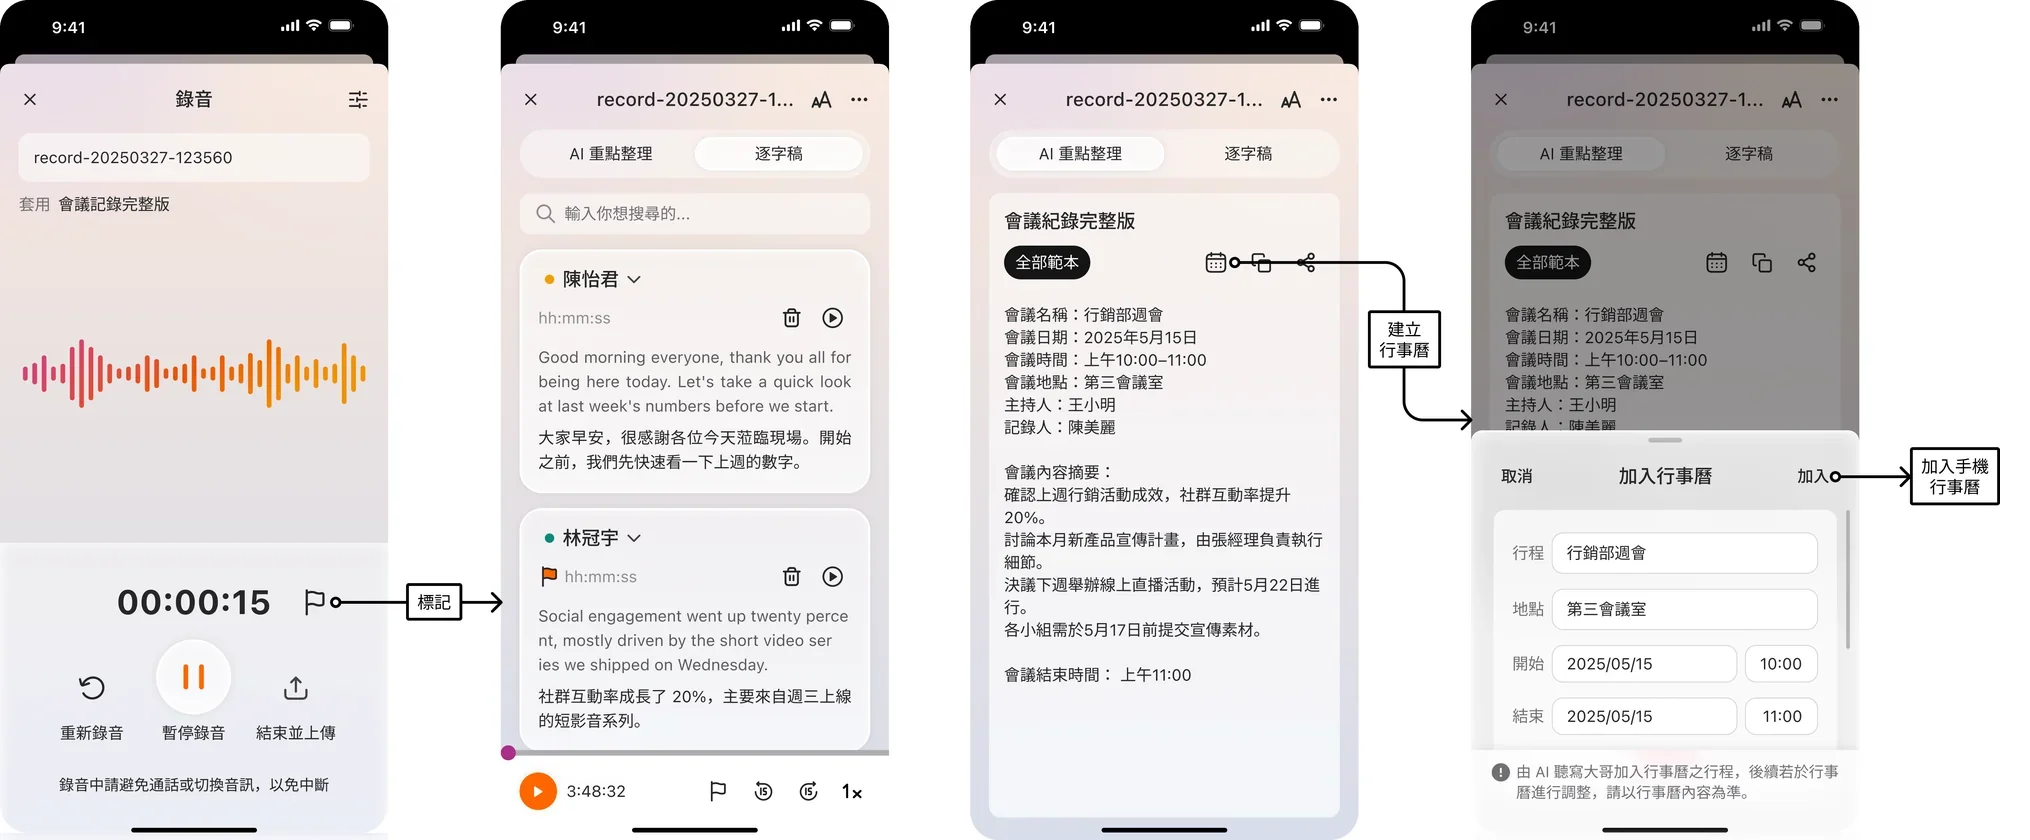 9:41
錄音
record-20250327-123560
套用 會議記錄完整版
00:00:15
重新錄音
暫停錄音
結束並上傳
錄音中請避免通話或切換音訊，以免中斷
標記
9:41
record-20250327-1...
AA
AI 重點整理
逐字稿
輸入你想搜尋的...
陳怡君
hh:mm:ss
Good morning everyone, thank you all for
being here today. Let's take a quick look
at last week's numbers before we start.
大家早安，很感謝各位今天蒞臨現場。開始
之前，我們先快速看一下上週的數字。
林冠宇
hh:mm:ss
Social engagement went up twenty perce
nt, mostly driven by the short video ser
ies we shipped on Wednesday.
社群互動率成長了 20%，主要來自週三上線
的短影音系列。
3:48:32
15
15
1×
9:41
record-20250327-1...
AA
AI 重點整理
逐字稿
會議紀錄完整版
全部範本
會議名稱：行銷部週會
會議日期：2025年5月15日
會議時間：上午10:00–11:00
會議地點：第三會議室
主持人：王小明
記錄人：陳美麗
會議內容摘要：
確認上週行銷活動成效，社群互動率提升
20%。
討論本月新產品宣傳計畫，由張經理負責執行
細節。
決議下週舉辦線上直播活動，預計5月22日進
行。
各小組需於5月17日前提交宣傳素材。
會議結束時間： 上午11:00
建立
行事曆
9:41
record-20250327-1...
AA
AI 重點整理
逐字稿
會議紀錄完整版
全部範本
會議名稱：行銷部週會
會議日期：2025年5月15日
會議時間：上午10:00–11:00
會議地點：第三會議室
主持人：王小明
記錄人：陳美麗
取消
加入行事曆
加入
行程
行銷部週會
地點
第三會議室
開始
2025/05/15
10:00
結束
2025/05/15
11:00
由 AI 聽寫大哥加入行事曆之行程，後續若於行事
曆進行調整，請以行事曆內容為準。
加入手機
行事曆